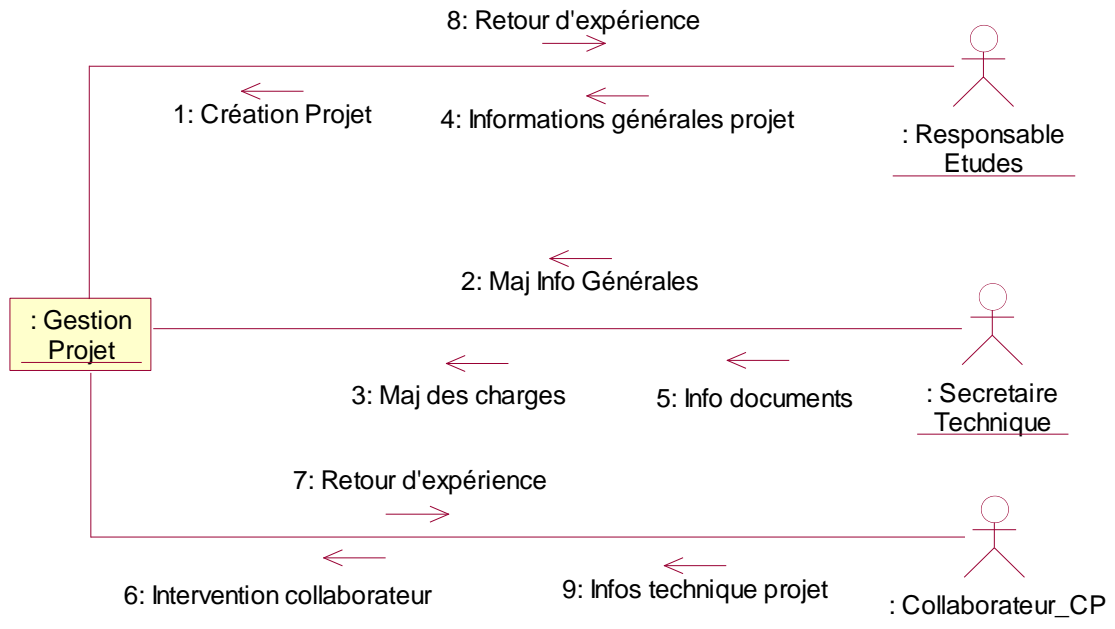 8: Retour d'expérience
1: Création Projet
4: Informations générales projet
: Responsable
Etudes
2: Maj Info Générales
: Gestion
Projet
3: Maj des charges
5: Info documents
: Secretaire
Technique
7: Retour d'expérience
6: Intervention collaborateur
9: Infos technique projet
: Collaborateur_CP